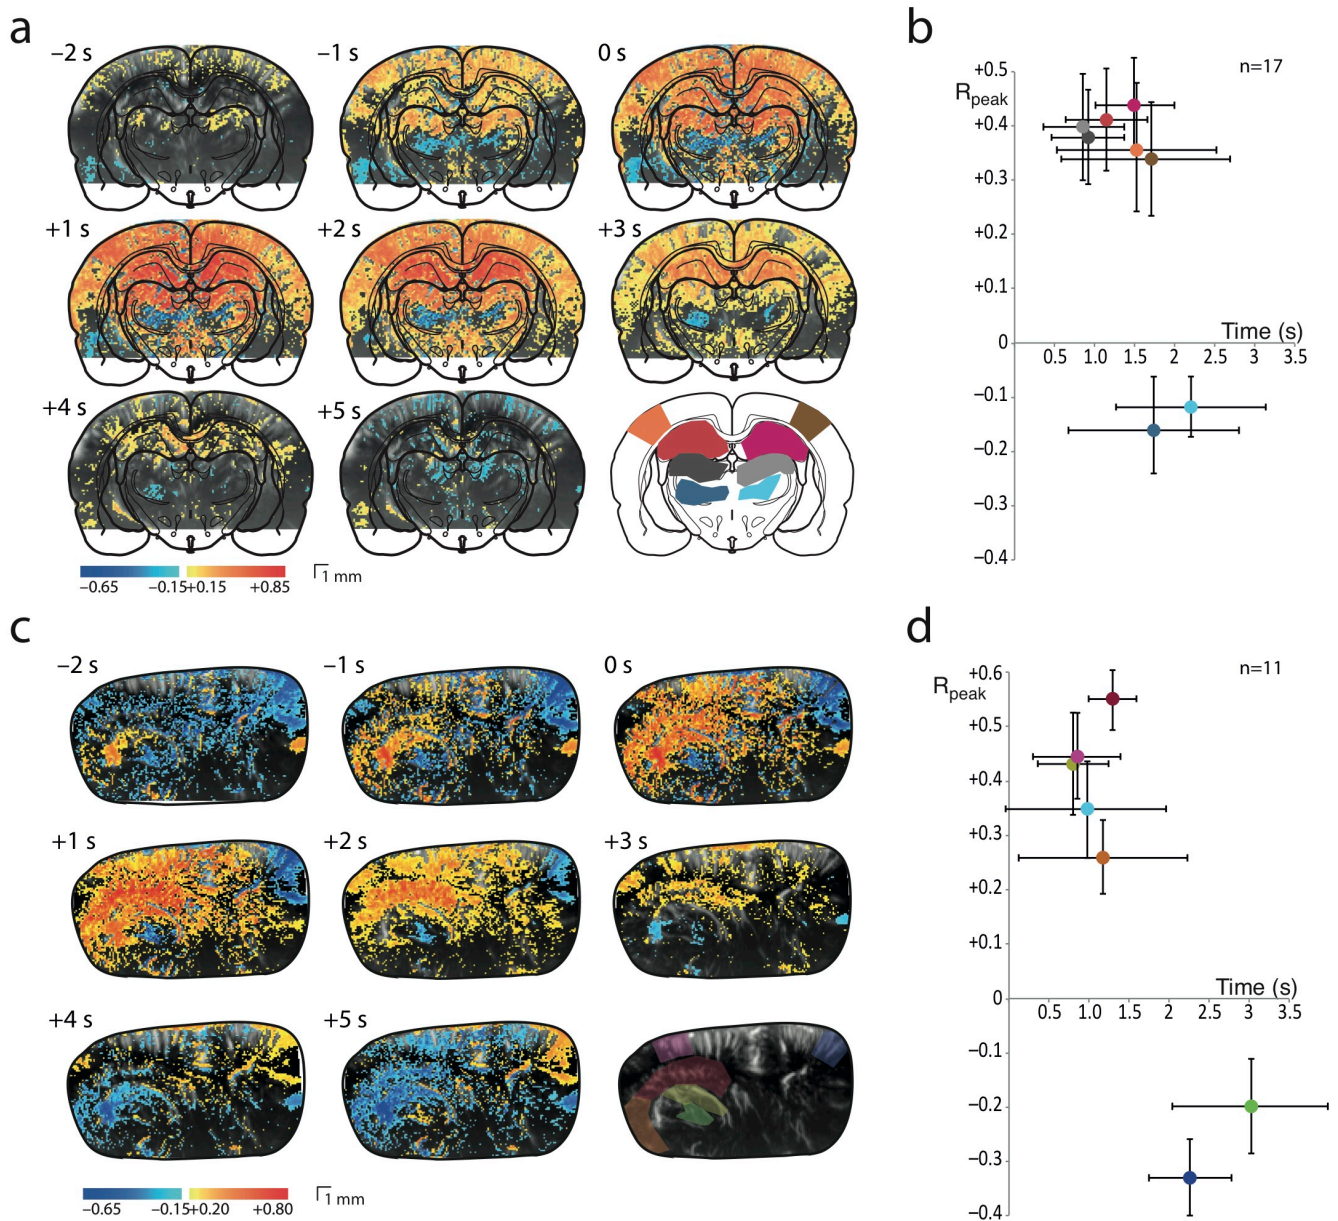 a
–2 s
–1 s
0 s
+1 s
+2 s
+3 s
+4 s
+5 s
–0.65
–0.15
+0.15
+0.85
1 mm
b
+0.5
n=17
Rpeak
+0.4
+0.3
+0.2
+0.1
Time (s)
0
0.5
1.0
1.5
2
2.5
3
3.5
–0.1
–0.2
–0.3
–0.4
c
–2 s
–1 s
0 s
+1 s
+2 s
+3 s
+4 s
+5 s
–0.65
–0.15
+0.20
+0.80
1 mm
d
+0.6
n=11
Rpeak
+0.5
+0.4
+0.3
+0.2
+0.1
Time (s)
0
0.5
1.0
1.5
2
2.5
3
3.5
–0.1
–0.2
–0.3
–0.4